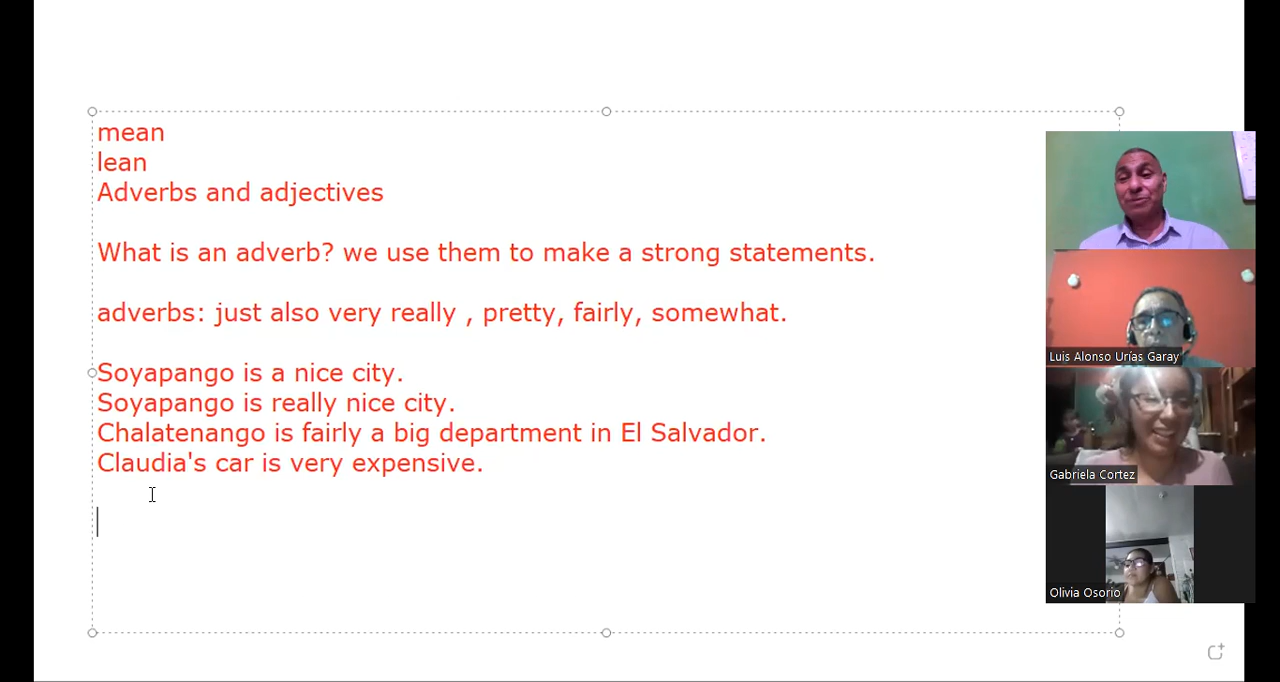 mean
lean
Adverbs and adjectives
What is an adverb? we use them to make a strong statements.
adverbs: just also very really , pretty, fairly, somewhat.
Soyapango is a nice city.
Soyapango is really nice city.
Chalatenango is fairly a big department in El Salvador.
Claudia's car is very expensive.
Luis Alonso Urías Garay
Gabriela Cortez
Olivia Osorio